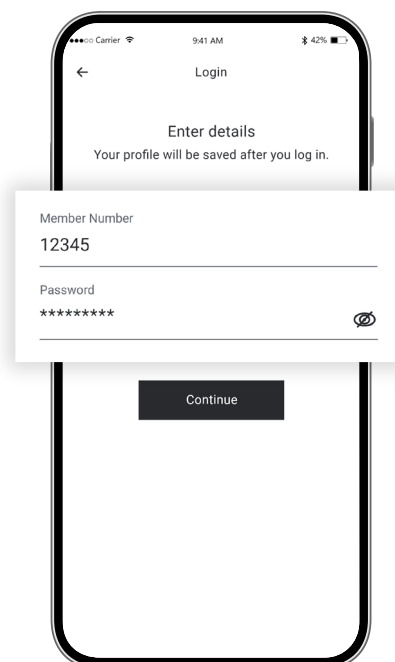 Carrier 9:41 AM 42%
Login
Enter details
Your profile will be saved after you log in.
Member Number
12345
Password
*********
Continue